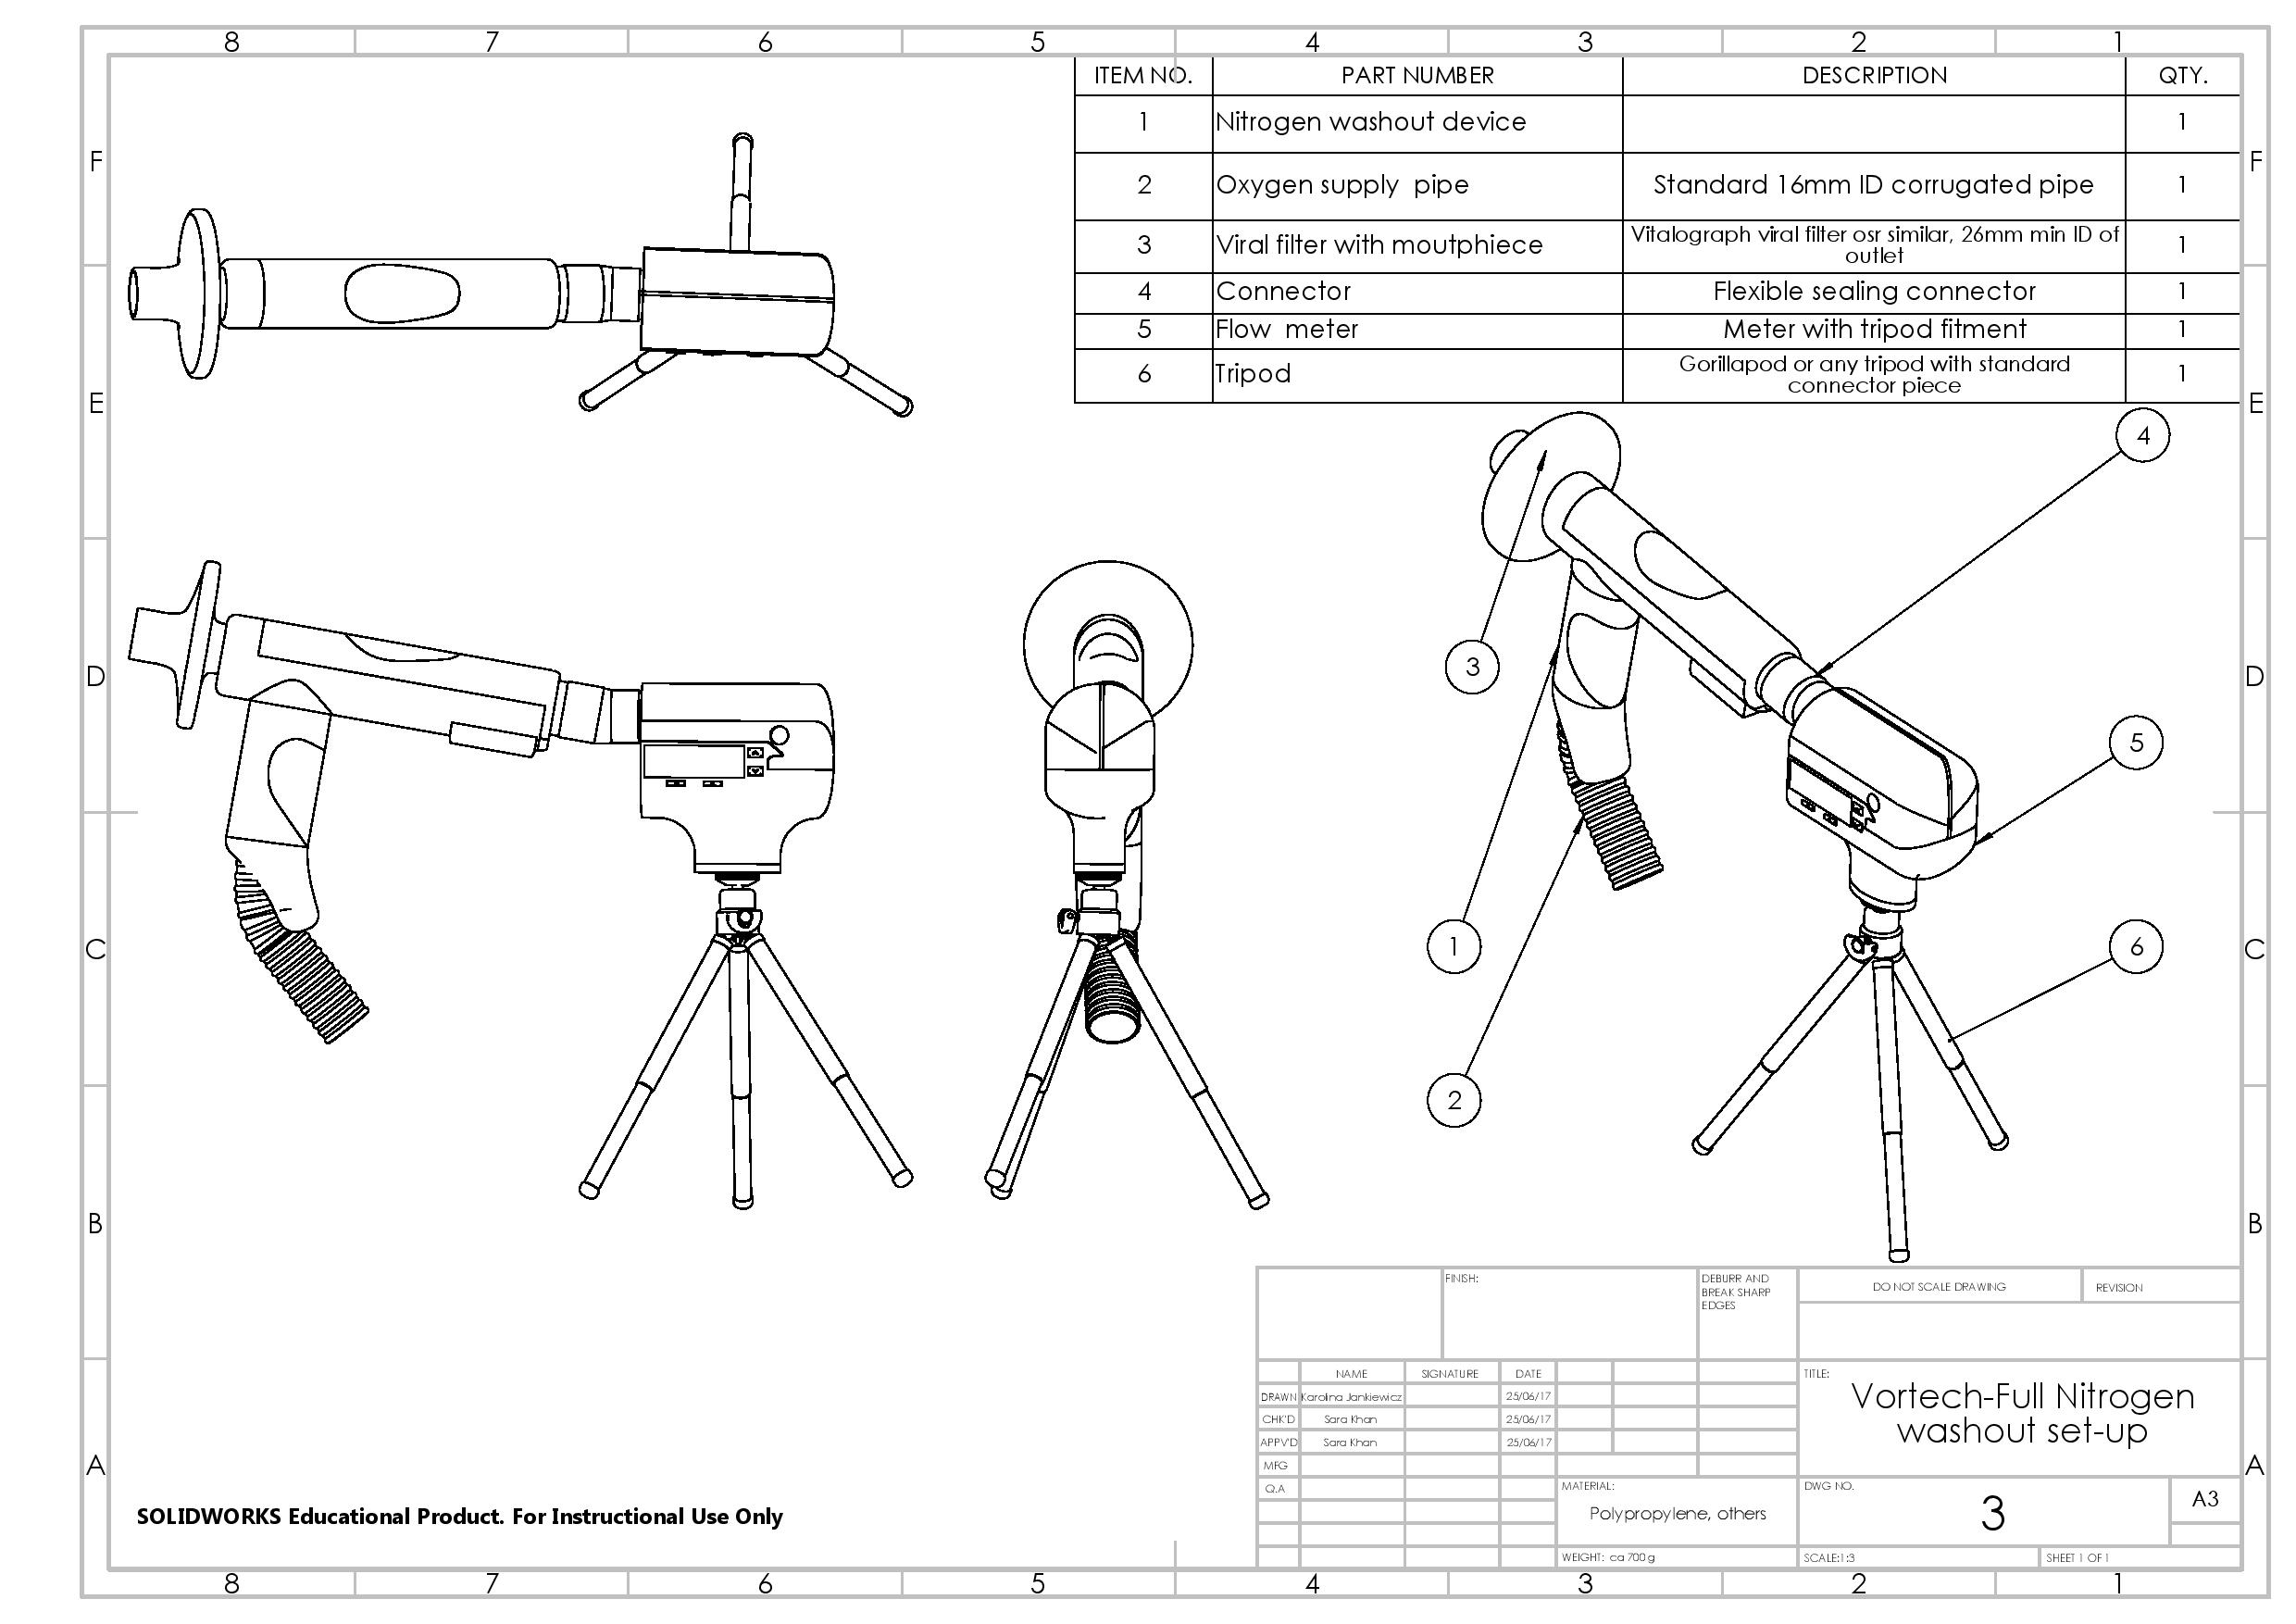 8 7 6 5 4 3 2 1
ITEM NO. PART NUMBER DESCRIPTION QTY.
1 Nitrogen washout device 1
2 Oxygen supply pipe Standard 16mm ID corrugated pipe 1
3 Viral filter with moutphiece Vitalograph viral filter osr similar, 26mm min ID of
outlet 1
4 Connector Flexible sealing connector 1
5 Flow meter Meter with tripod fitment 1
6 Tripod Gorillapod or any tripod with standard
connector piece 1
F F
E E
4
3
D D
5
1
6
C C
2
B B
FINISH:
DEBURR AND
BREAK SHARP
EDGES
DO NOT SCALE DRAWING
REVISION
NAME SIGNATURE DATE
DRAWN Karolina Jankiewicz 25/06/17
CHK'D Sara Khan 25/06/17
APPV'D Sara Khan 25/06/17
MFG
Q.A
TITLE:
Vortech-Full Nitrogen
washout set-up
A A
MATERIAL:
Polypropylene, others
DWG NO.
3
A3
WEIGHT: ca 700 g
SCALE:1:3
SHEET 1 OF 1
SOLIDWORKS Educational Product. For Instructional Use Only
8 7 6 5 4 3 2 1